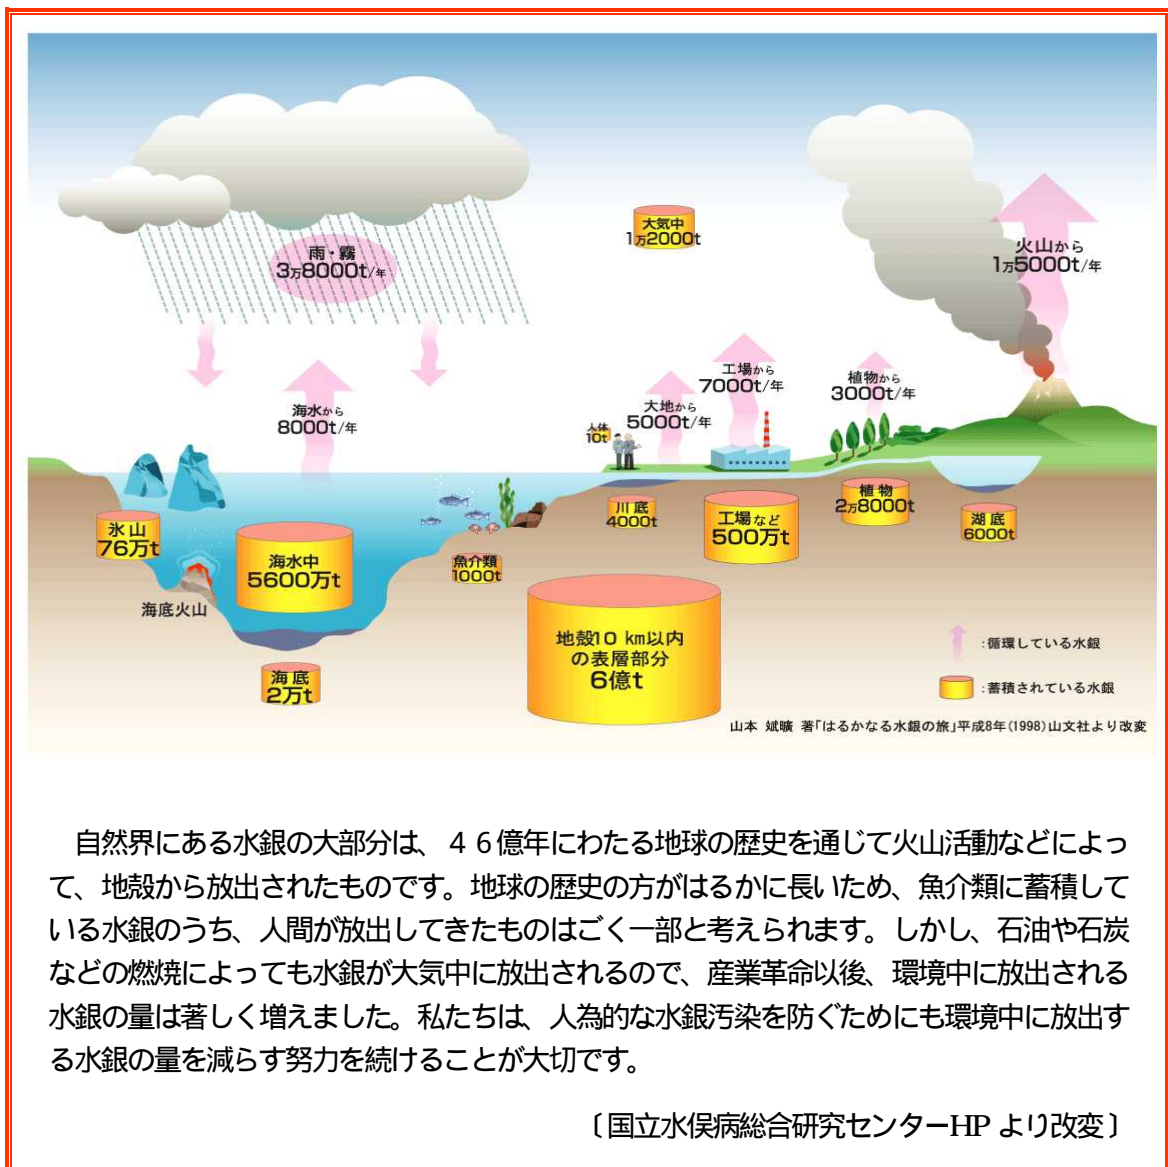 大気中
1万2000t
雨・霧
3万8000t/年
火山から
1万5000t/年
工場から
7000t/年
植物から
3000t/年
海水から
8000t/年
大地から
5000t/年
人体
10t
氷山
76万t
海水中
5600万t
魚介類
1000t
川底
4000t
工場など
500万t
植物
2万8000t
湖底
6000t
海底火山
海底
2万t
地殻10 km以内
の表層部分
6億t
:循環している水銀
:蓄積されている水銀
山本 斌曠 著「はるかなる水銀の旅」平成8年(1998)山文社より改変
自然界にある水銀の大部分は、４６億年にわたる地球の歴史を通じて火山活動などによっ
て、地殻から放出されたものです。地球の歴史の方がはるかに長いため、魚介類に蓄積して
いる水銀のうち、人間が放出してきたものはごく一部と考えられます。しかし、石油や石炭
などの燃焼によっても水銀が大気中に放出されるので、産業革命以後、環境中に放出される
水銀の量は著しく増えました。私たちは、人為的な水銀汚染を防ぐためにも環境中に放出す
る水銀の量を減らす努力を続けることが大切です。
〔国立水俣病総合研究センターHP より改変〕